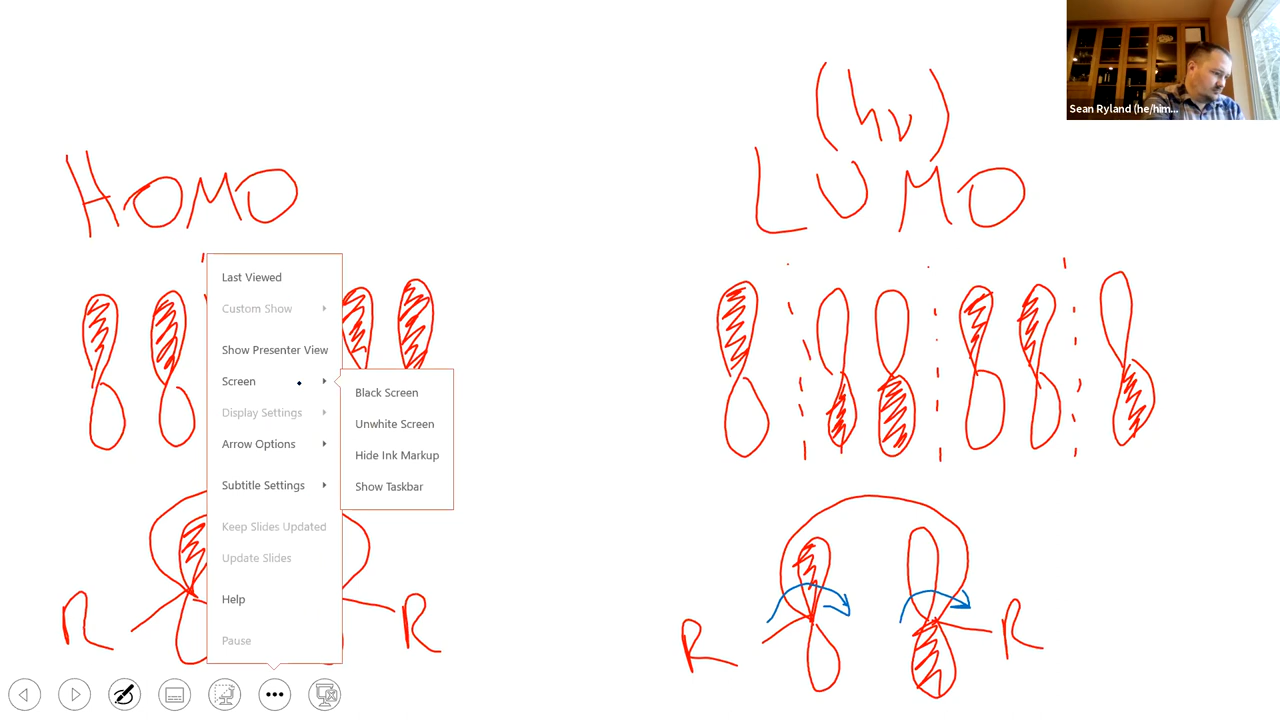 Sean Ryland (he/him...
(hν)
HOMO
LUMO
Last Viewed
Custom Show
Show Presenter View
Screen
Display Settings
Arrow Options
Subtitle Settings
Keep Slides Updated
Update Slides
Help
Pause
Black Screen
Unwhite Screen
Hide Ink Markup
Show Taskbar
R R
R R